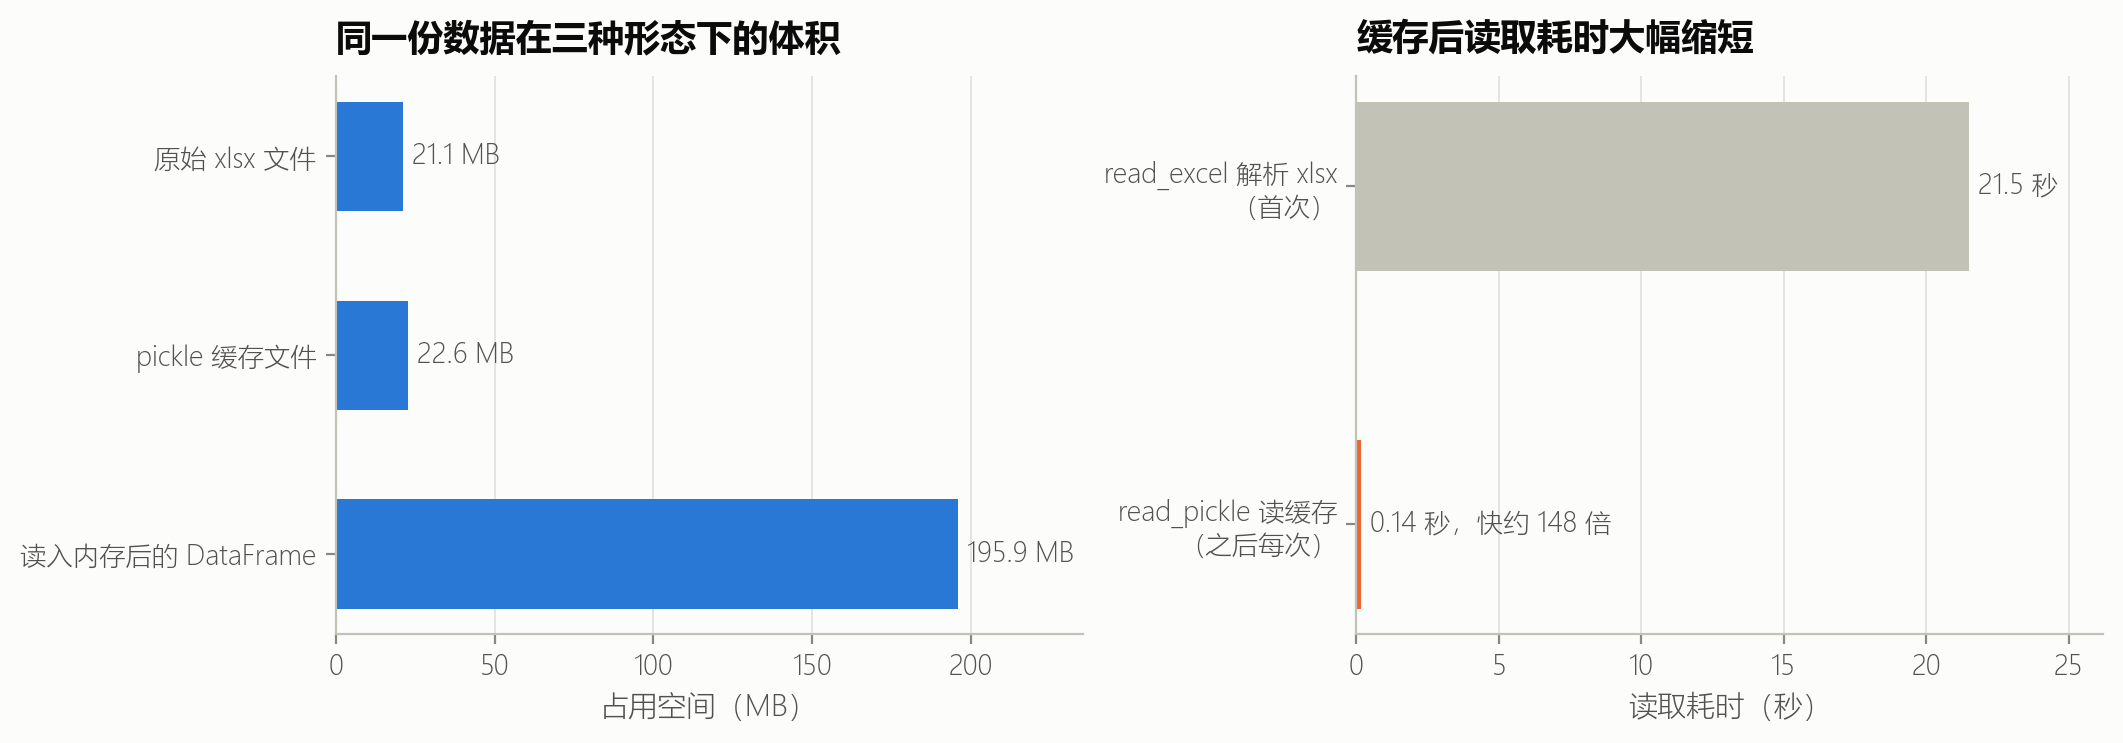 同一份数据在三种形态下的体积
原始 xlsx 文件
21.1 MB
pickle 缓存文件
22.6 MB
读入内存后的 DataFrame
195.9 MB
0 50 100 150 200
占用空间（MB）
缓存后读取耗时大幅缩短
read_excel 解析 xlsx
（首次）
21.5 秒
read_pickle 读缓存
（之后每次）
0.14 秒，快约 148 倍
0 5 10 15 20 25
读取耗时（秒）